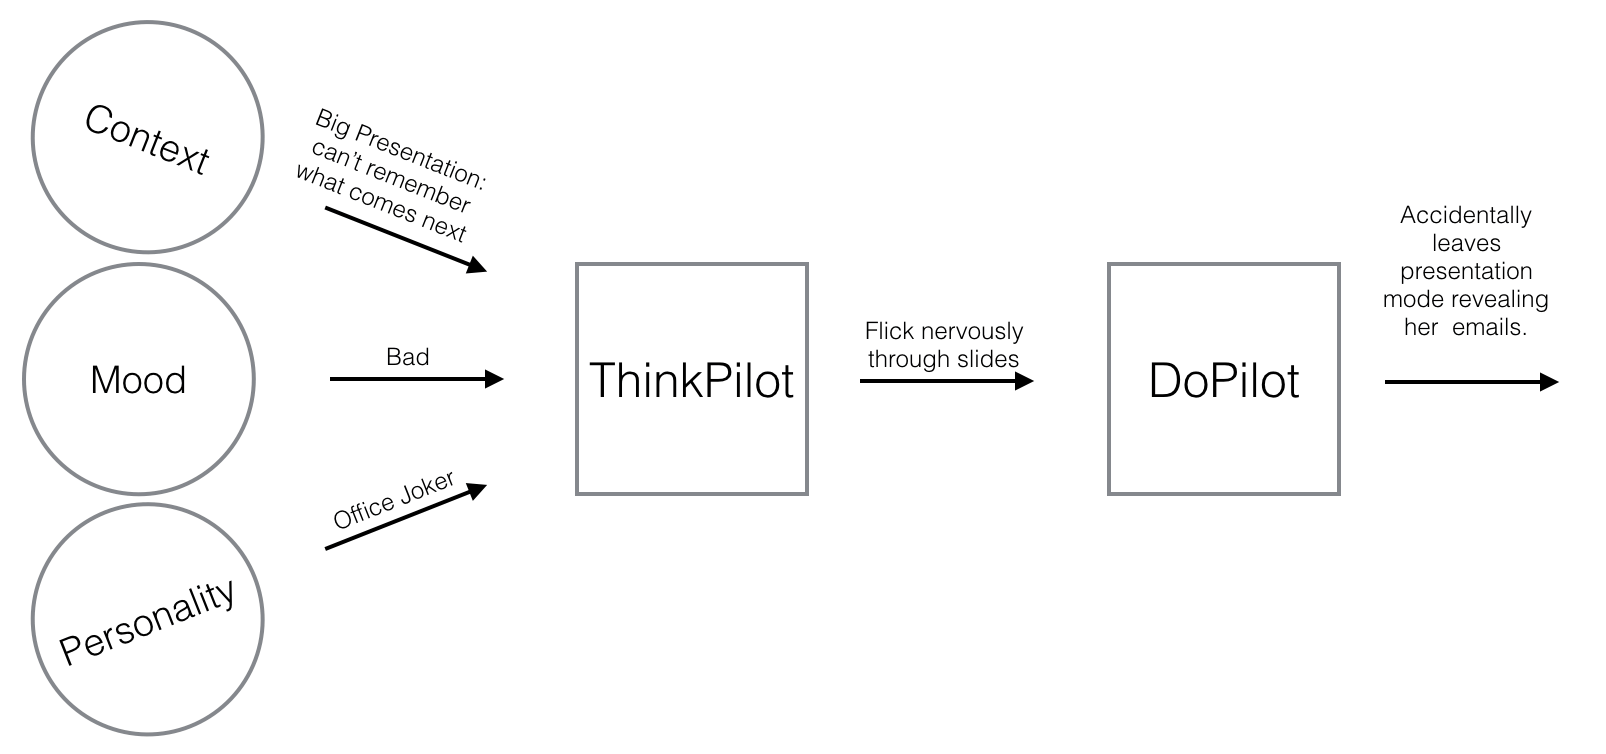 Context
Big Presentation:
can't remember
what comes next
Mood
Bad
Personality
Office Joker
ThinkPilot
Flick nervously
through slides
DoPilot
Accidentally
leaves
presentation
mode revealing
her  emails.